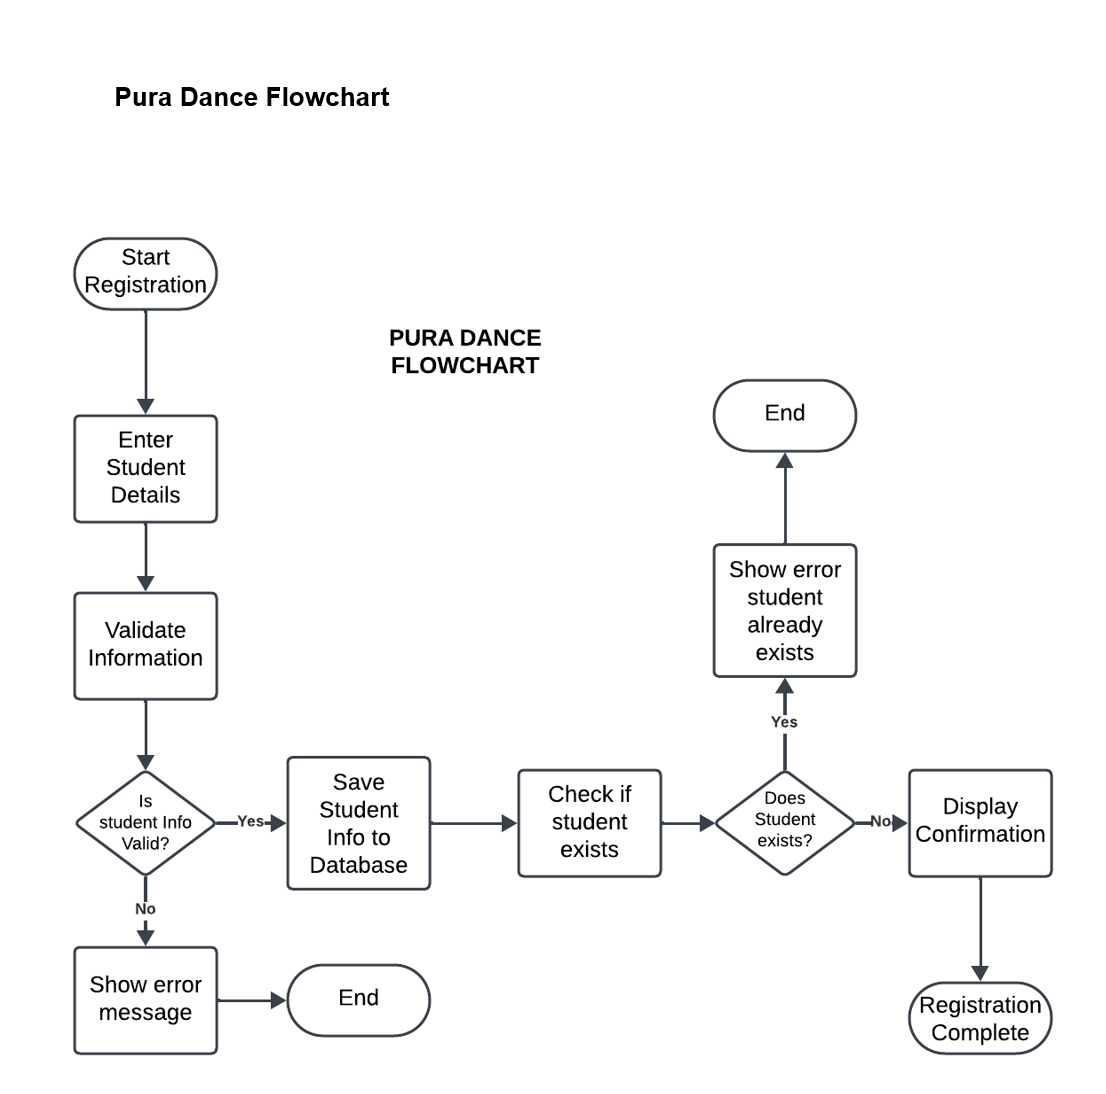 Pura Dance Flowchart
Start
Registration
PURA DANCE
FLOWCHART
End
Enter
Student
Details
Show error
student
already
exists
Validate
Information
Yes
Is
student Info
Valid?
Yes
Save
Student
Info to
Database
Check if
student
exists
Does
Student
exists?
No
Display
Confirmation
No
Show error
message
End
Registration
Complete